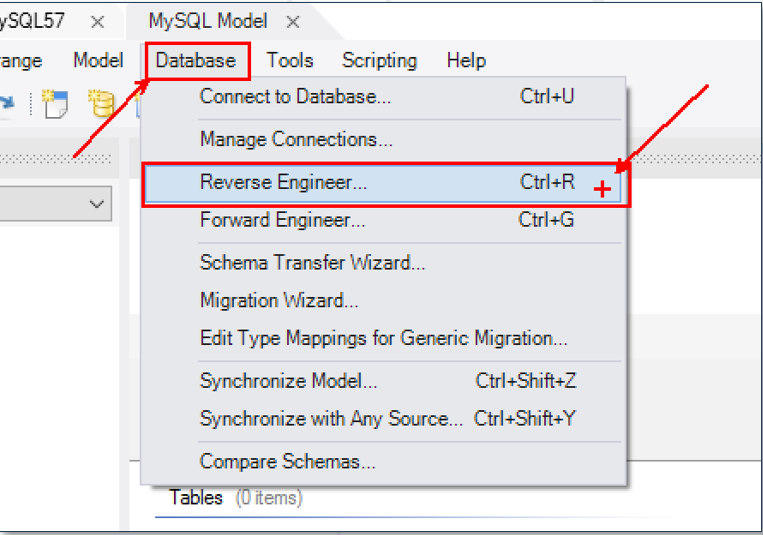 ySQL57 × MySQL Model ×
ange Model Database Tools Scripting Help
Connect to Database... Ctrl+U
Manage Connections...
Reverse Engineer... Ctrl+R
Forward Engineer... Ctrl+G
Schema Transfer Wizard...
Migration Wizard...
Edit Type Mappings for Generic Migration...
Synchronize Model... Ctrl+Shift+Z
Synchronize with Any Source... Ctrl+Shift+Y
Compare Schemas...
Tables (0 items)